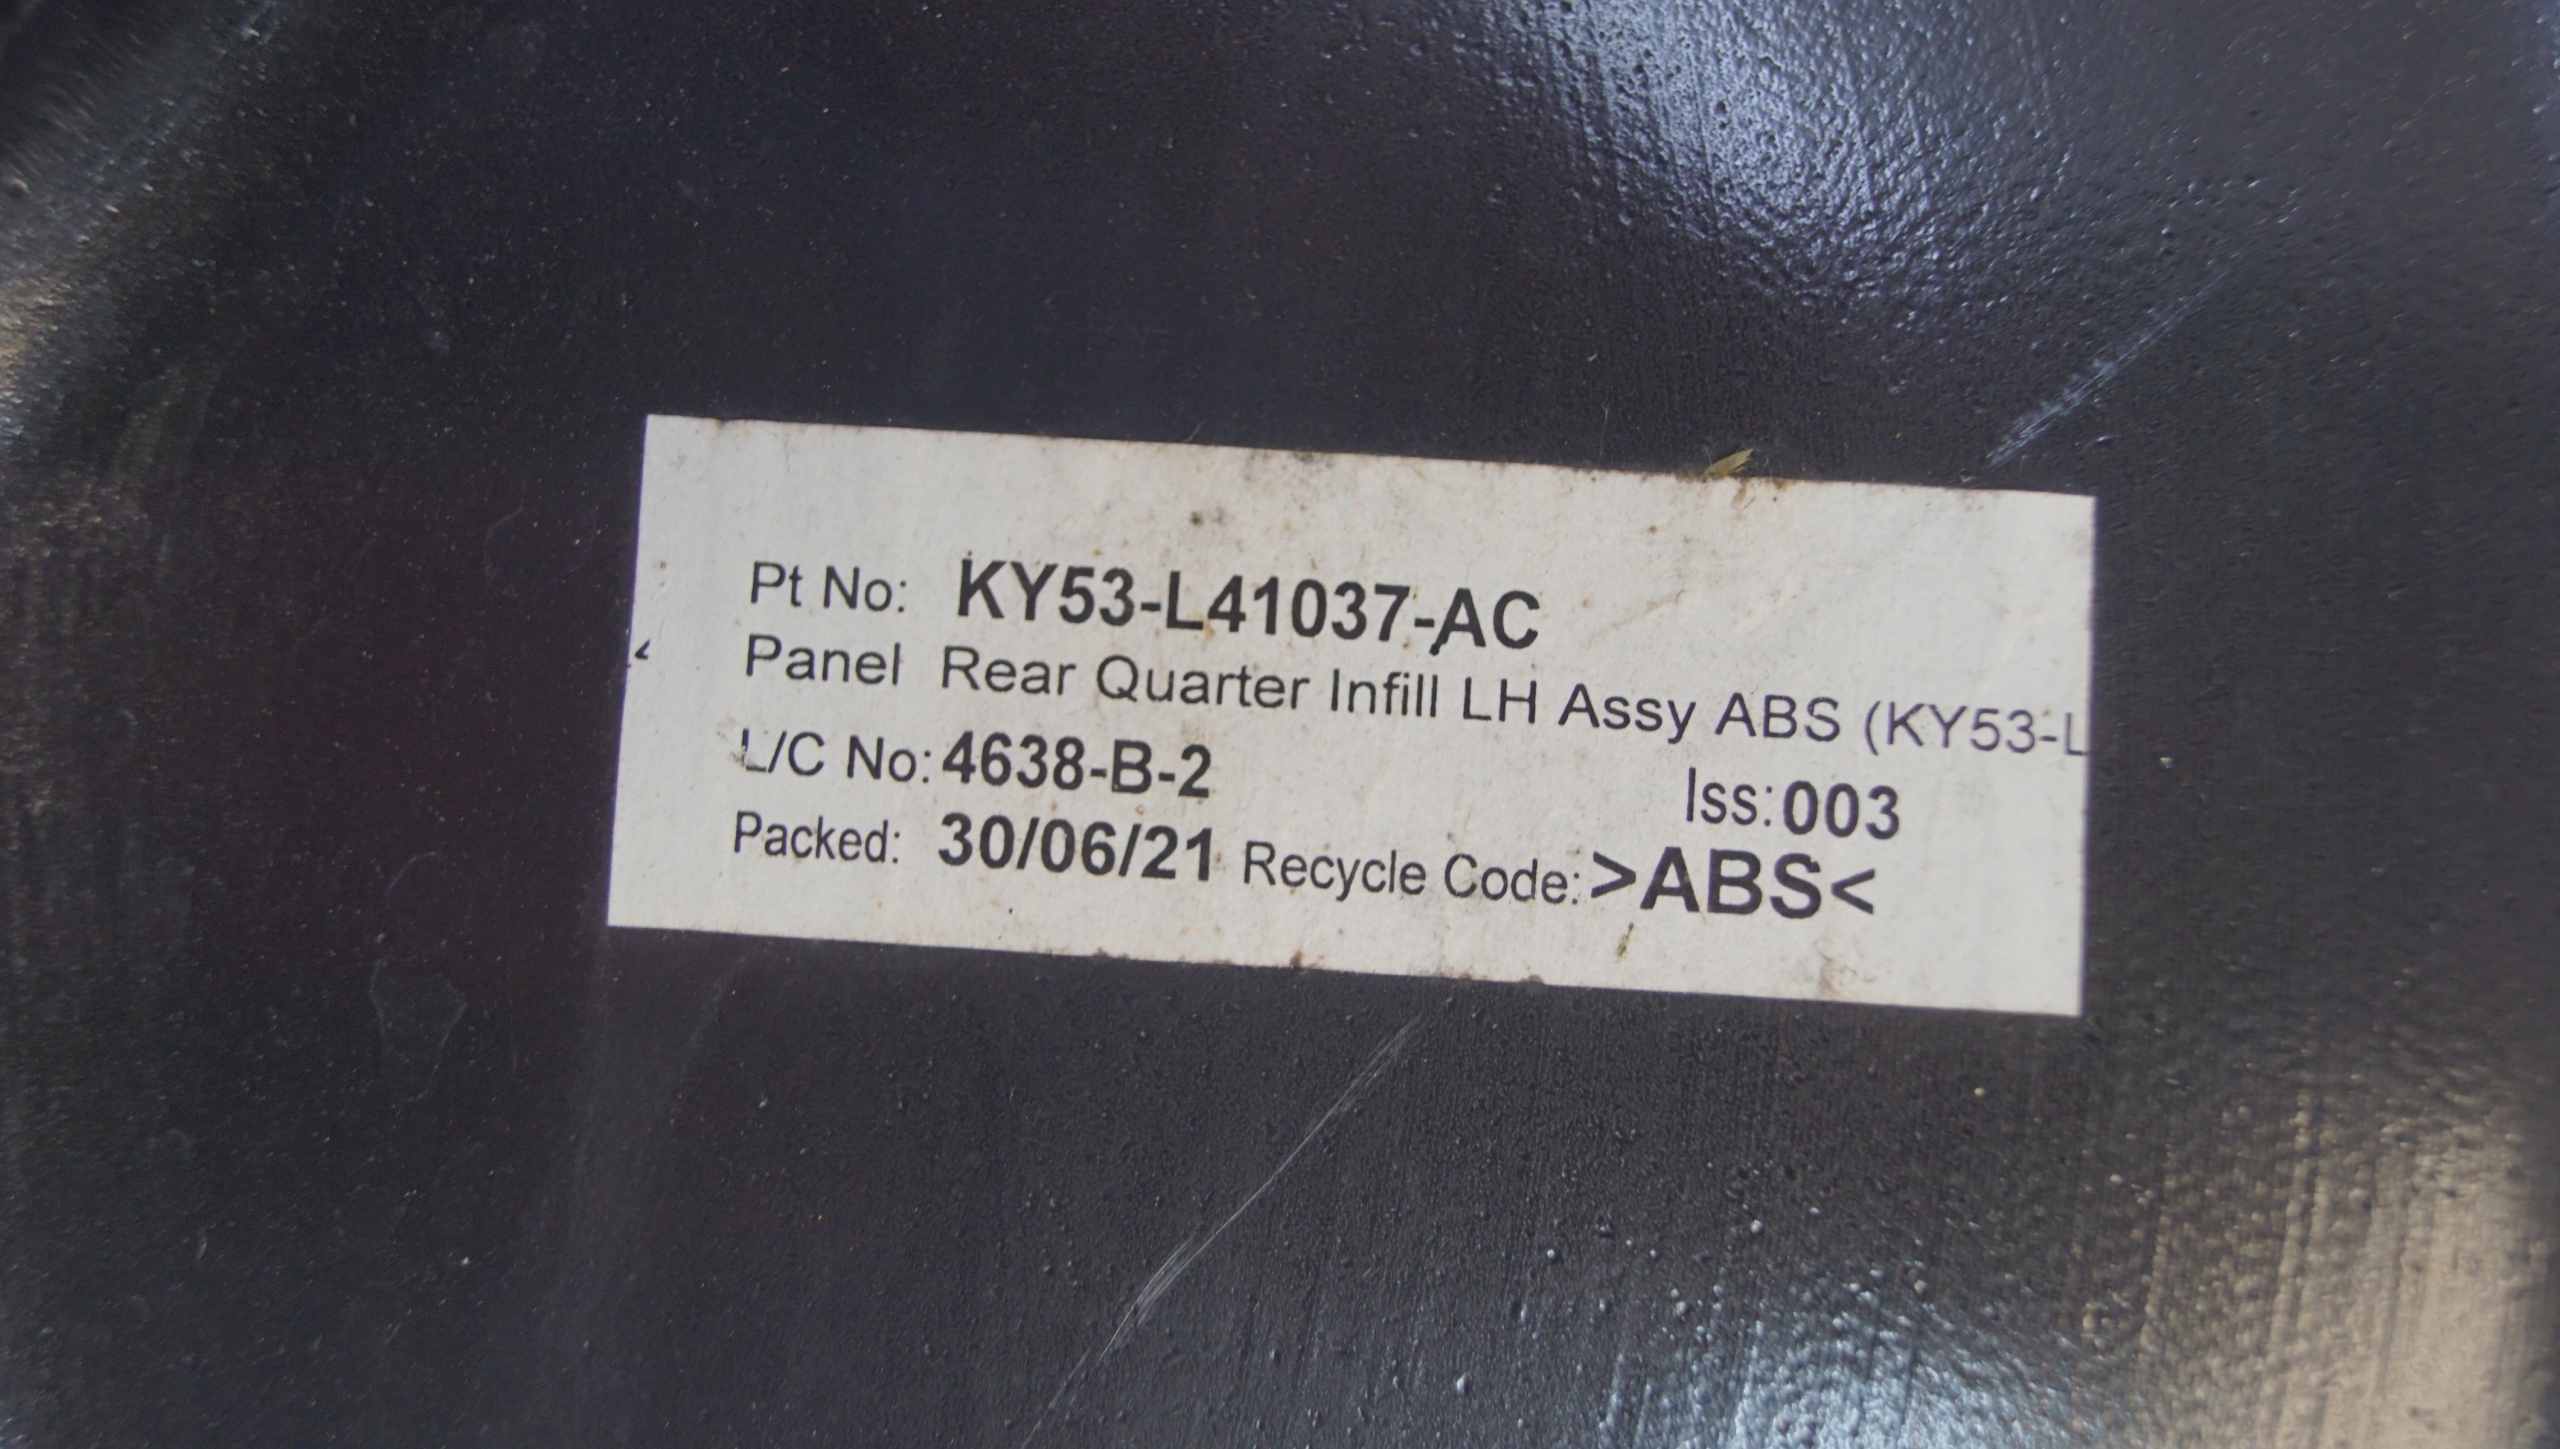 Pt No: KY53-L41037-AC
Panel Rear Quarter Infill LH Assy ABS (KY53-L
L/C No: 4638-B-2 Iss: 003
Packed: 30/06/21 Recycle Code: >ABS<